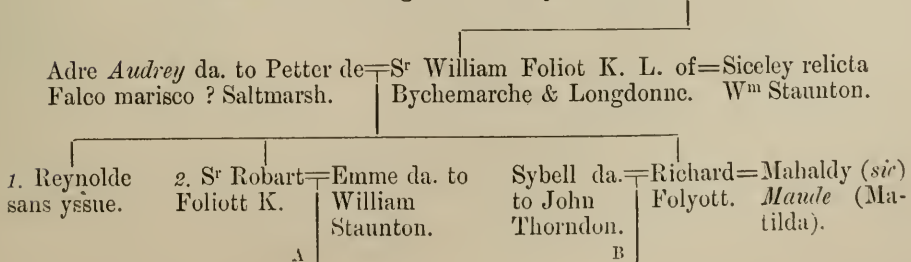 Adre Audrey da. to Petter de=Sʳ William Foliot K. L. of=Siceley relicta
Falco marisco ? Saltmarsh. Bychemarche & Longdonne. Wᵐ Staunton.
1. Reynolde 2. Sʳ Robart=Emme da. to Sybell da.=Richard=Mahaldy (sic)
sans yssue. Foliott K. William to John Folyott. Maude (Ma-
Staunton. Thorndon. tilda).
A B